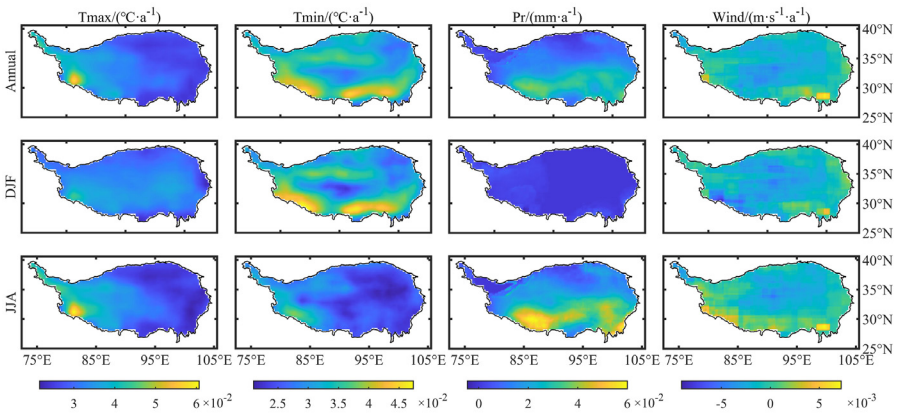 Tmax/(℃·a⁻¹) Tmin/(℃·a⁻¹) Pr/(mm·a⁻¹) Wind/(m·s⁻¹·a⁻¹)
Annual
40°N
35°N
30°N
25°N
DJF
40°N
35°N
30°N
25°N
JJA
40°N
35°N
30°N
25°N
75°E 85°E 95°E 105°E 75°E 85°E 95°E 105°E 75°E 85°E 95°E 105°E 75°E 85°E 95°E 105°E
3 4 5 6 ×10⁻² 2.5 3 3.5 4 4.5 ×10⁻² 0 2 4 6 ×10⁻² -5 0 5 ×10⁻³